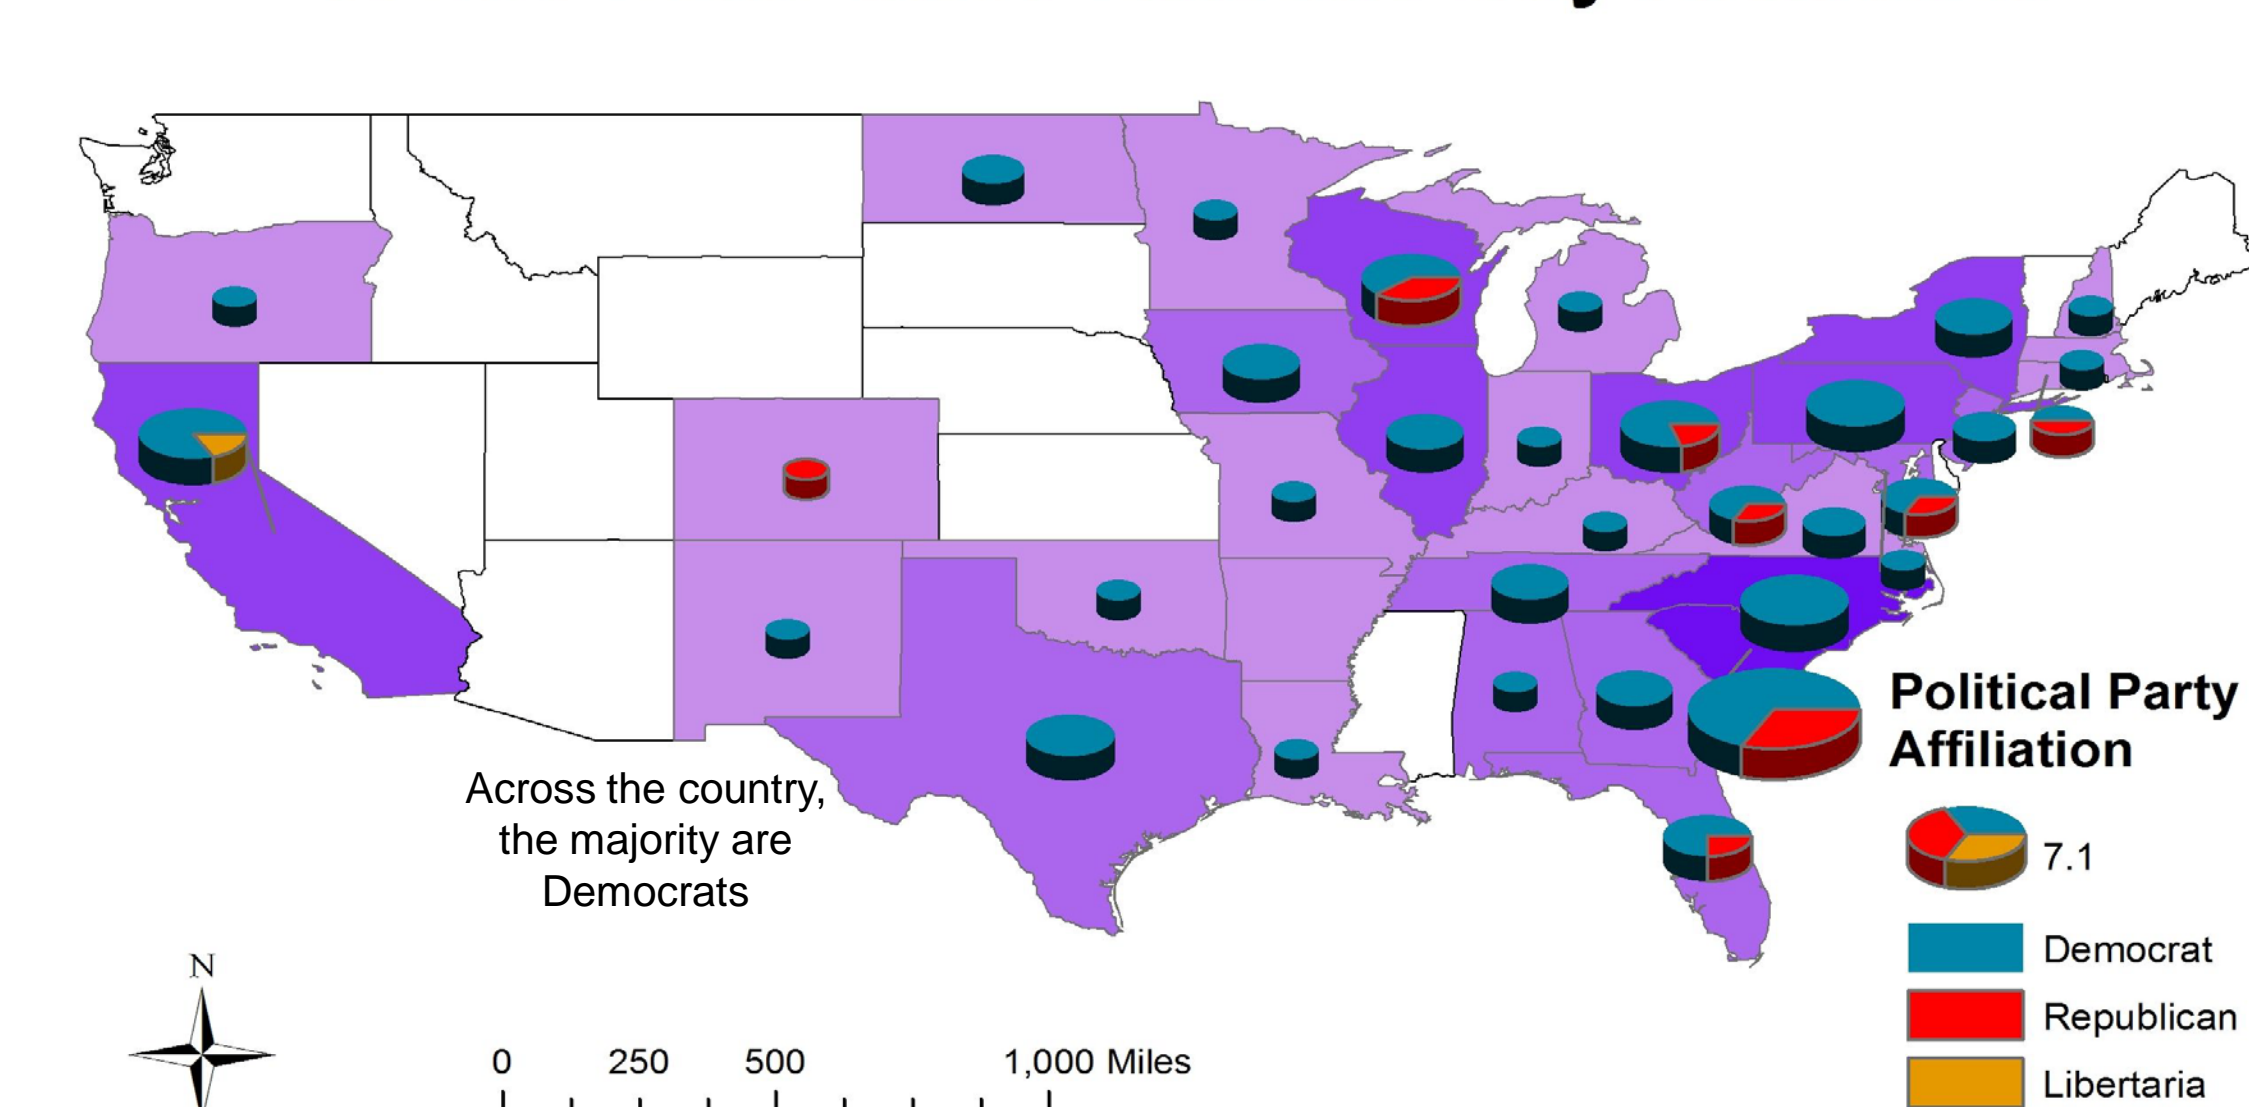 Across the country,
the majority are
Democrats
Political Party
Affiliation
7.1
Democrat
Republican
Libertaria
N
0 250 500 1,000 Miles